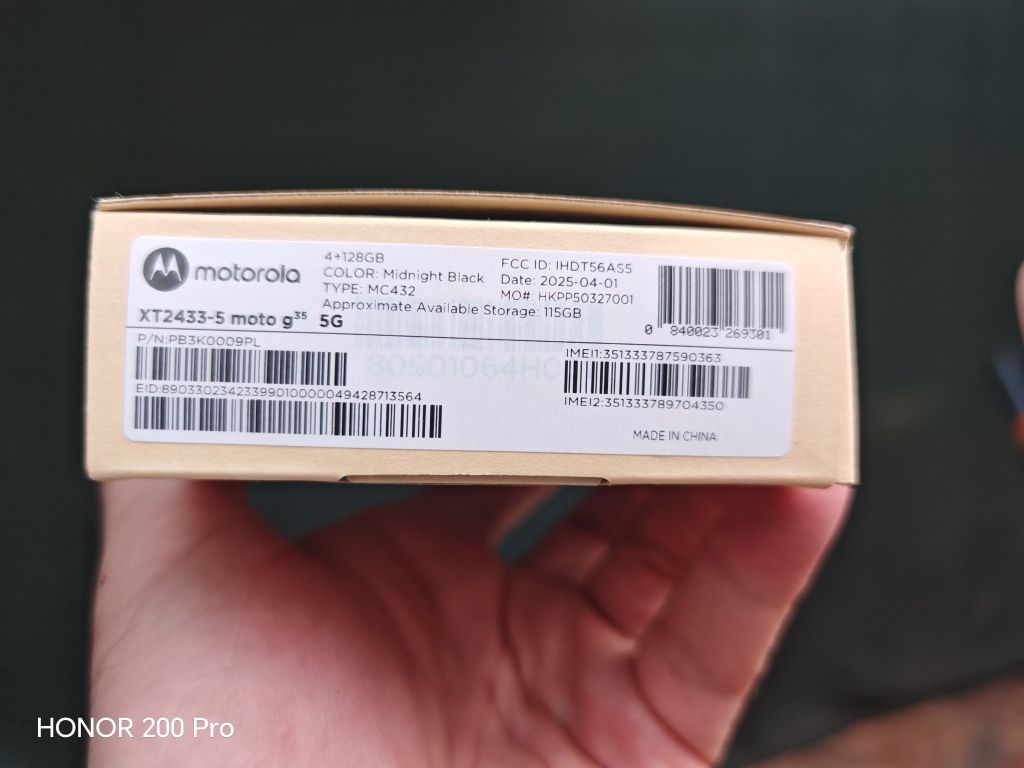 motorola
XT2433-5 moto g³⁵ 5G
4+128GB
COLOR: Midnight Black
TYPE: MC432
Approximate Available Storage: 115GB
FCC ID: IHDT56AS5
Date: 2025-04-01
MO#: HKPP50327001
0 840023 269301
P/N:PB3K0009PL
EID:89033023423399010000049428713564
IMEI1:351333787590363
IMEI2:351333789704350
MADE IN CHINA
HONOR 200 Pro